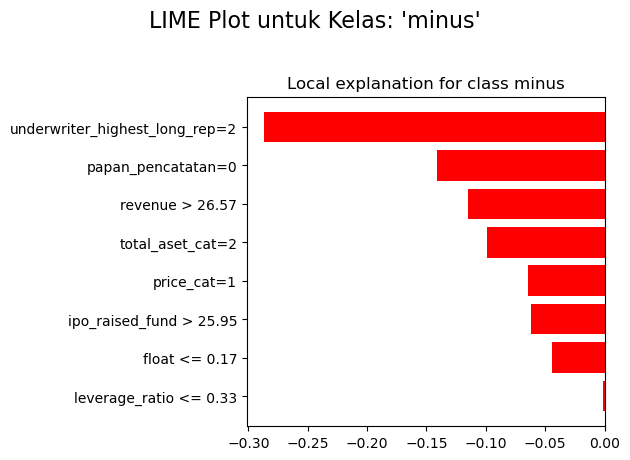 LIME Plot untuk Kelas: 'minus'
Local explanation for class minus
underwriter_highest_long_rep=2
papan_pencatatan=0
revenue > 26.57
total_aset_cat=2
price_cat=1
ipo_raised_fund > 25.95
float <= 0.17
leverage_ratio <= 0.33
−0.30 −0.25 −0.20 −0.15 −0.10 −0.05 0.00